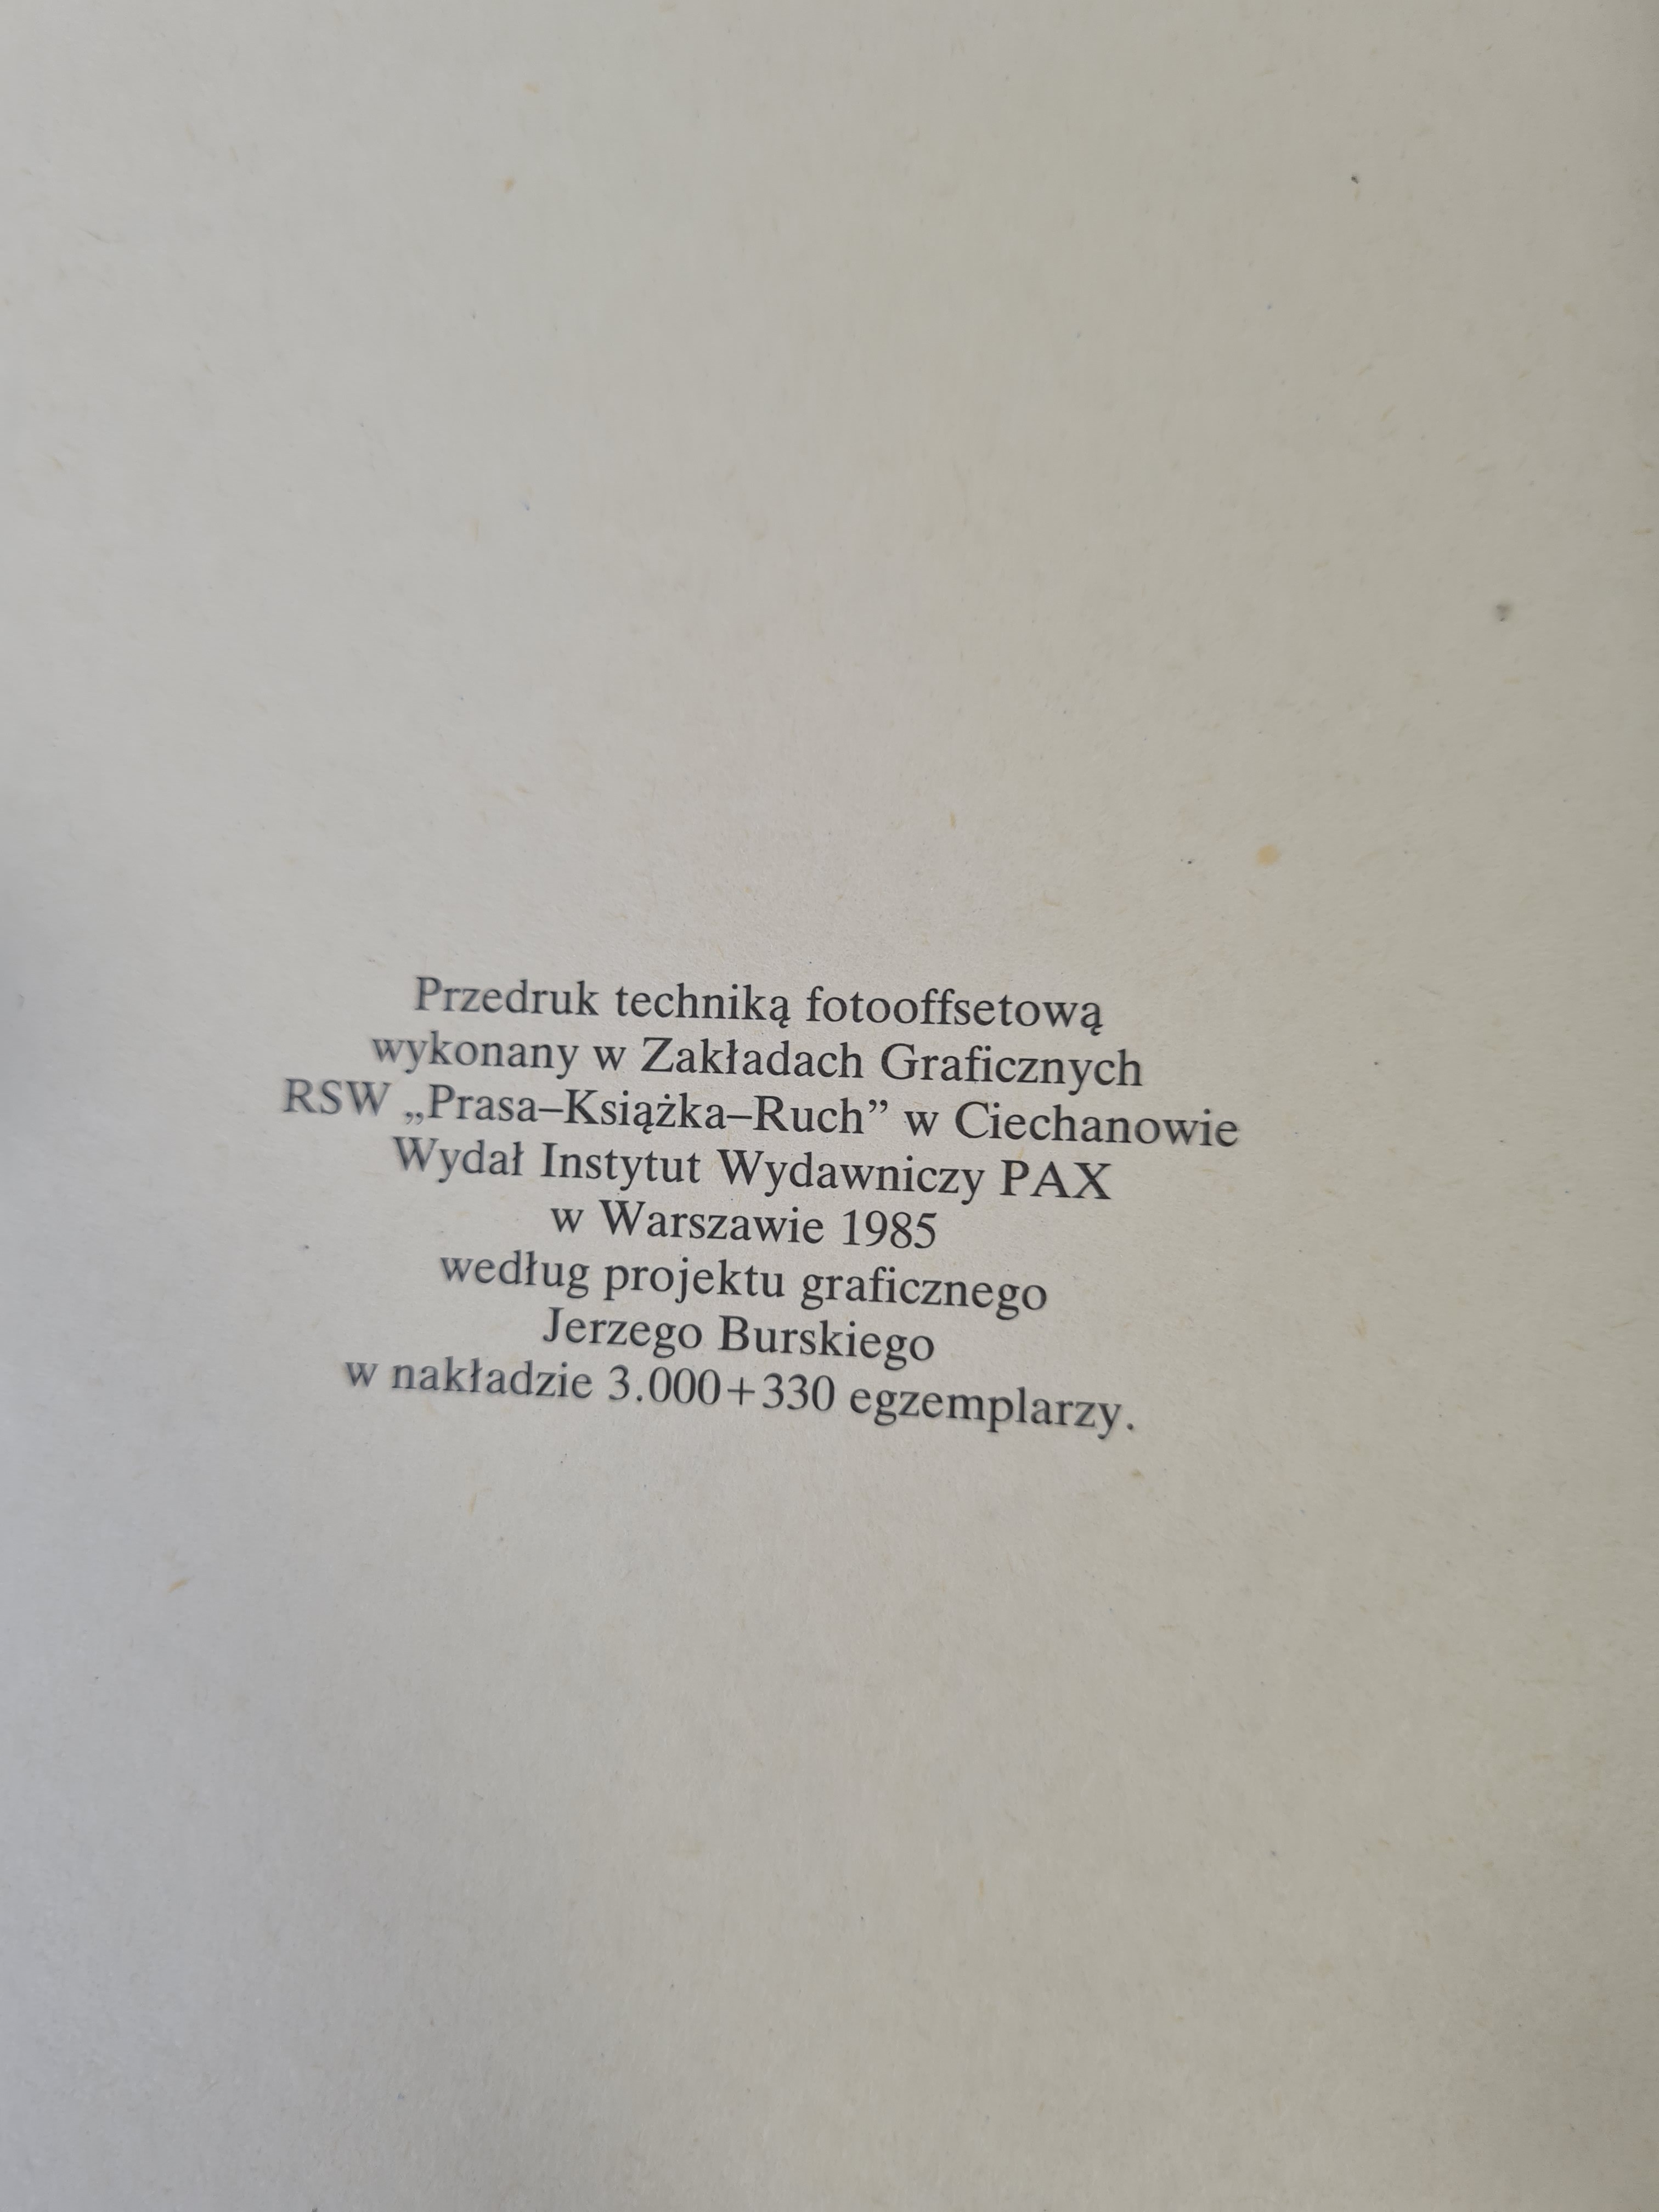 Przedruk techniką fotooffsetową
wykonany w Zakładach Graficznych
RSW „Prasa–Książka–Ruch” w Ciechanowie
Wydał Instytut Wydawniczy PAX
w Warszawie 1985
według projektu graficznego
Jerzego Burskiego
w nakładzie 3.000+330 egzemplarzy.